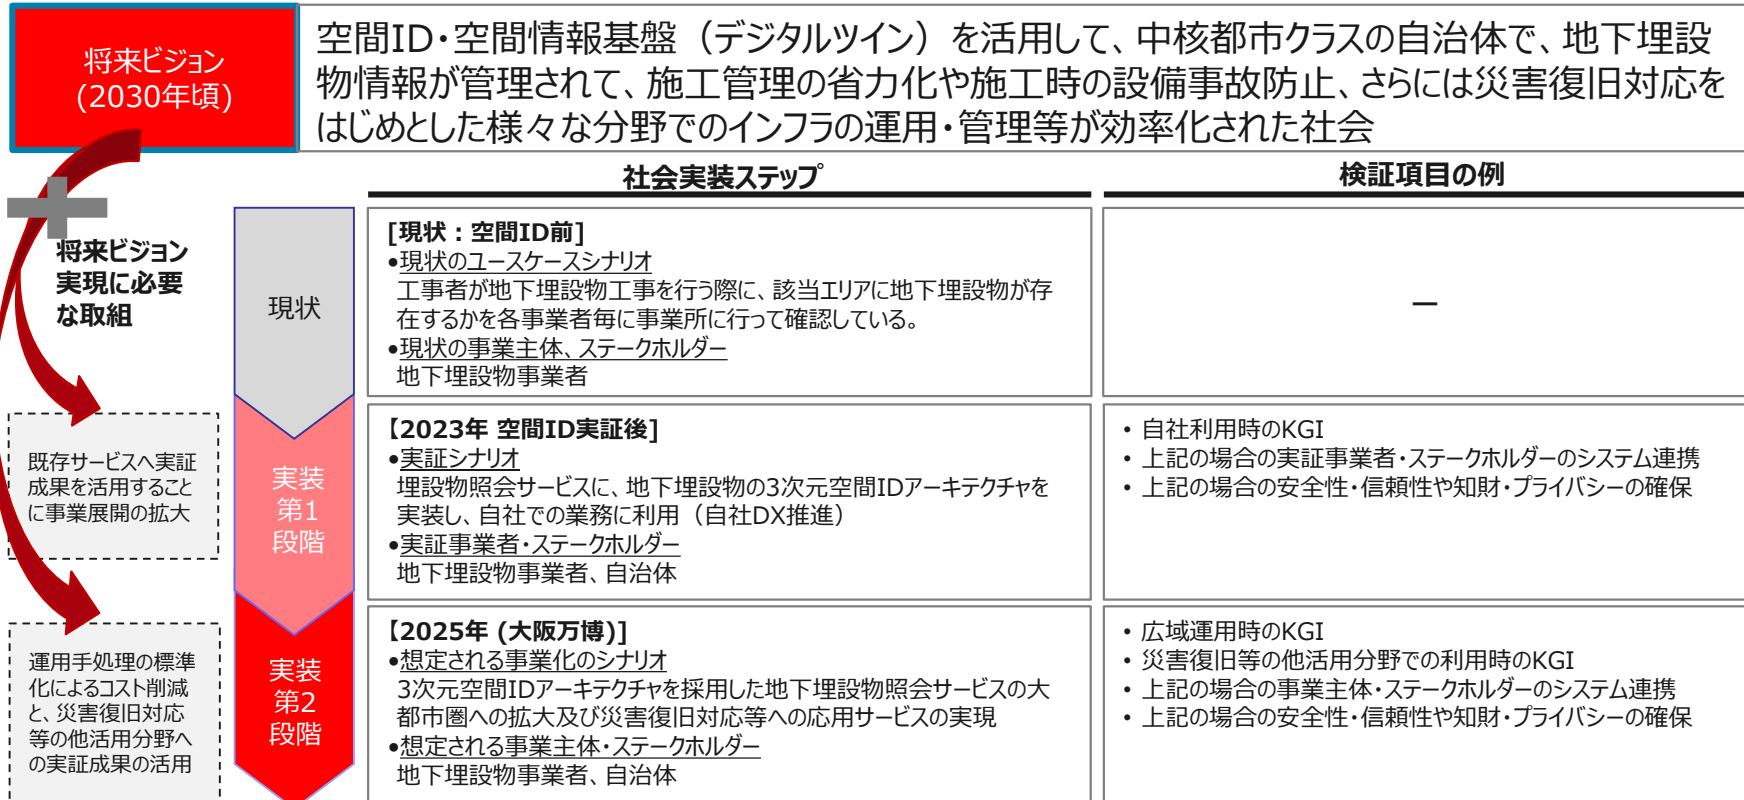 将来ビジョン
(2030年頃)
空間ID・空間情報基盤（デジタルツイン）を活用して、中核都市クラスの自治体で、地下埋設
物情報が管理されて、施工管理の省力化や施工時の設備事故防止、さらには災害復旧対応を
はじめとした様々な分野でのインフラの運用・管理等が効率化された社会
社会実装ステップ
検証項目の例
将来ビジョン
実現に必要
な取組
現状
[現状：空間ID前]
•現状のユースケースシナリオ
工事者が地下埋設物工事を行う際に、該当エリアに地下埋設物が存
在するかを各事業者毎に事業所に行って確認している。
•現状の事業主体、ステークホルダー
地下埋設物事業者
ー
既存サービスへ実証
成果を活用すること
に事業展開の拡大
実装
第1
段階
【2023年 空間ID実証後]
•実証シナリオ
埋設物照会サービスに、地下埋設物の3次元空間IDアーキテクチャを
実装し、自社での業務に利用（自社DX推進）
•実証事業者・ステークホルダー
地下埋設物事業者、自治体
• 自社利用時のKGI
• 上記の場合の実証事業者・ステークホルダーのシステム連携
• 上記の場合の安全性・信頼性や知財・プライバシーの確保
運用手処理の標準
化によるコスト削減
と、災害復旧対応
等の他活用分野へ
の実証成果の活用
実装
第2
段階
【2025年 (大阪万博)]
•想定される事業化のシナリオ
3次元空間IDアーキテクチャを採用した地下埋設物照会サービスの大
都市圏への拡大及び災害復旧対応等への応用サービスの実現
•想定される事業主体・ステークホルダー
地下埋設物事業者、自治体
• 広域運用時のKGI
• 災害復旧等の他活用分野での利用時のKGI
• 上記の場合の事業主体・ステークホルダーのシステム連携
• 上記の場合の安全性・信頼性や知財・プライバシーの確保